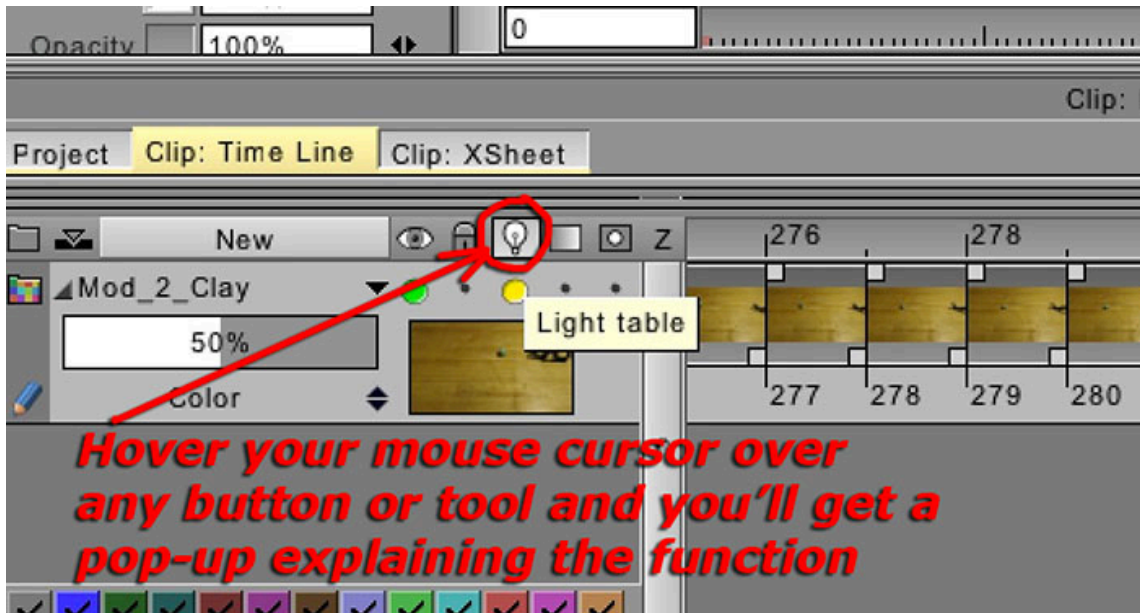 Opacity 100% 0
Clip:
Project Clip: Time Line Clip: XSheet
New Z 276 278
Mod_2_Clay
Light table
50%
Color 277 278 279 280
Hover your mouse cursor over
any button or tool and you'll get a
pop-up explaining the function